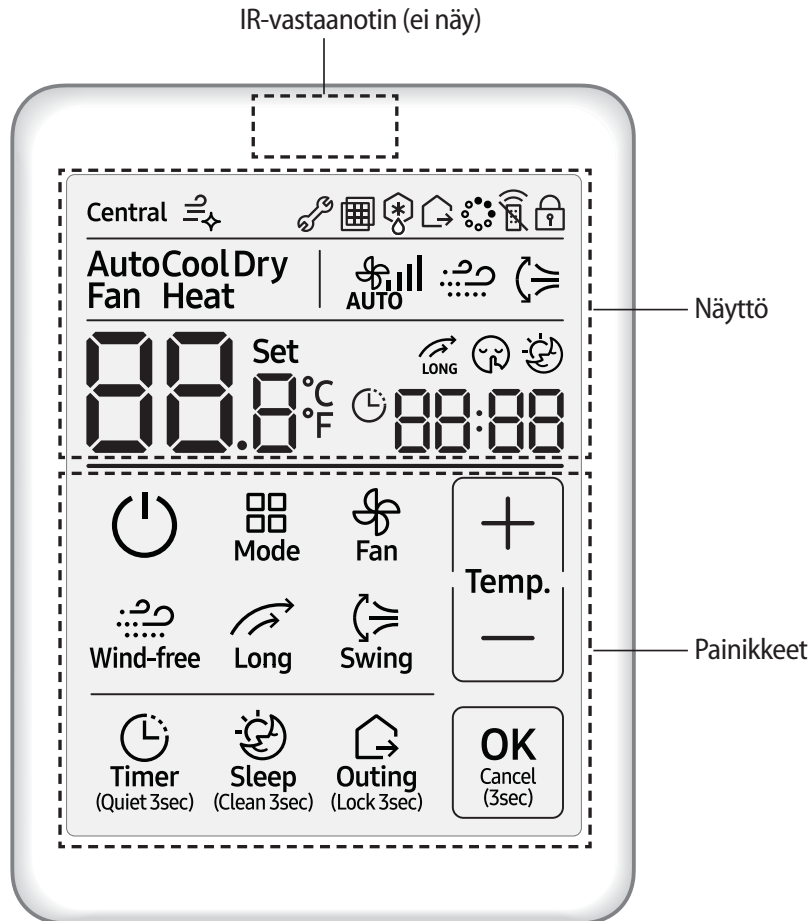 IR-vastaanotin (ei näy)
Central
Auto Cool Dry
Fan Heat
AUTO
Näyttö
Set
LONG
88.8 °C °F
88:88
Mode
Fan
Temp.
Wind-free
Long
Swing
Painikkeet
Timer
(Quiet 3sec)
Sleep
(Clean 3sec)
Outing
(Lock 3sec)
OK
Cancel
(3sec)